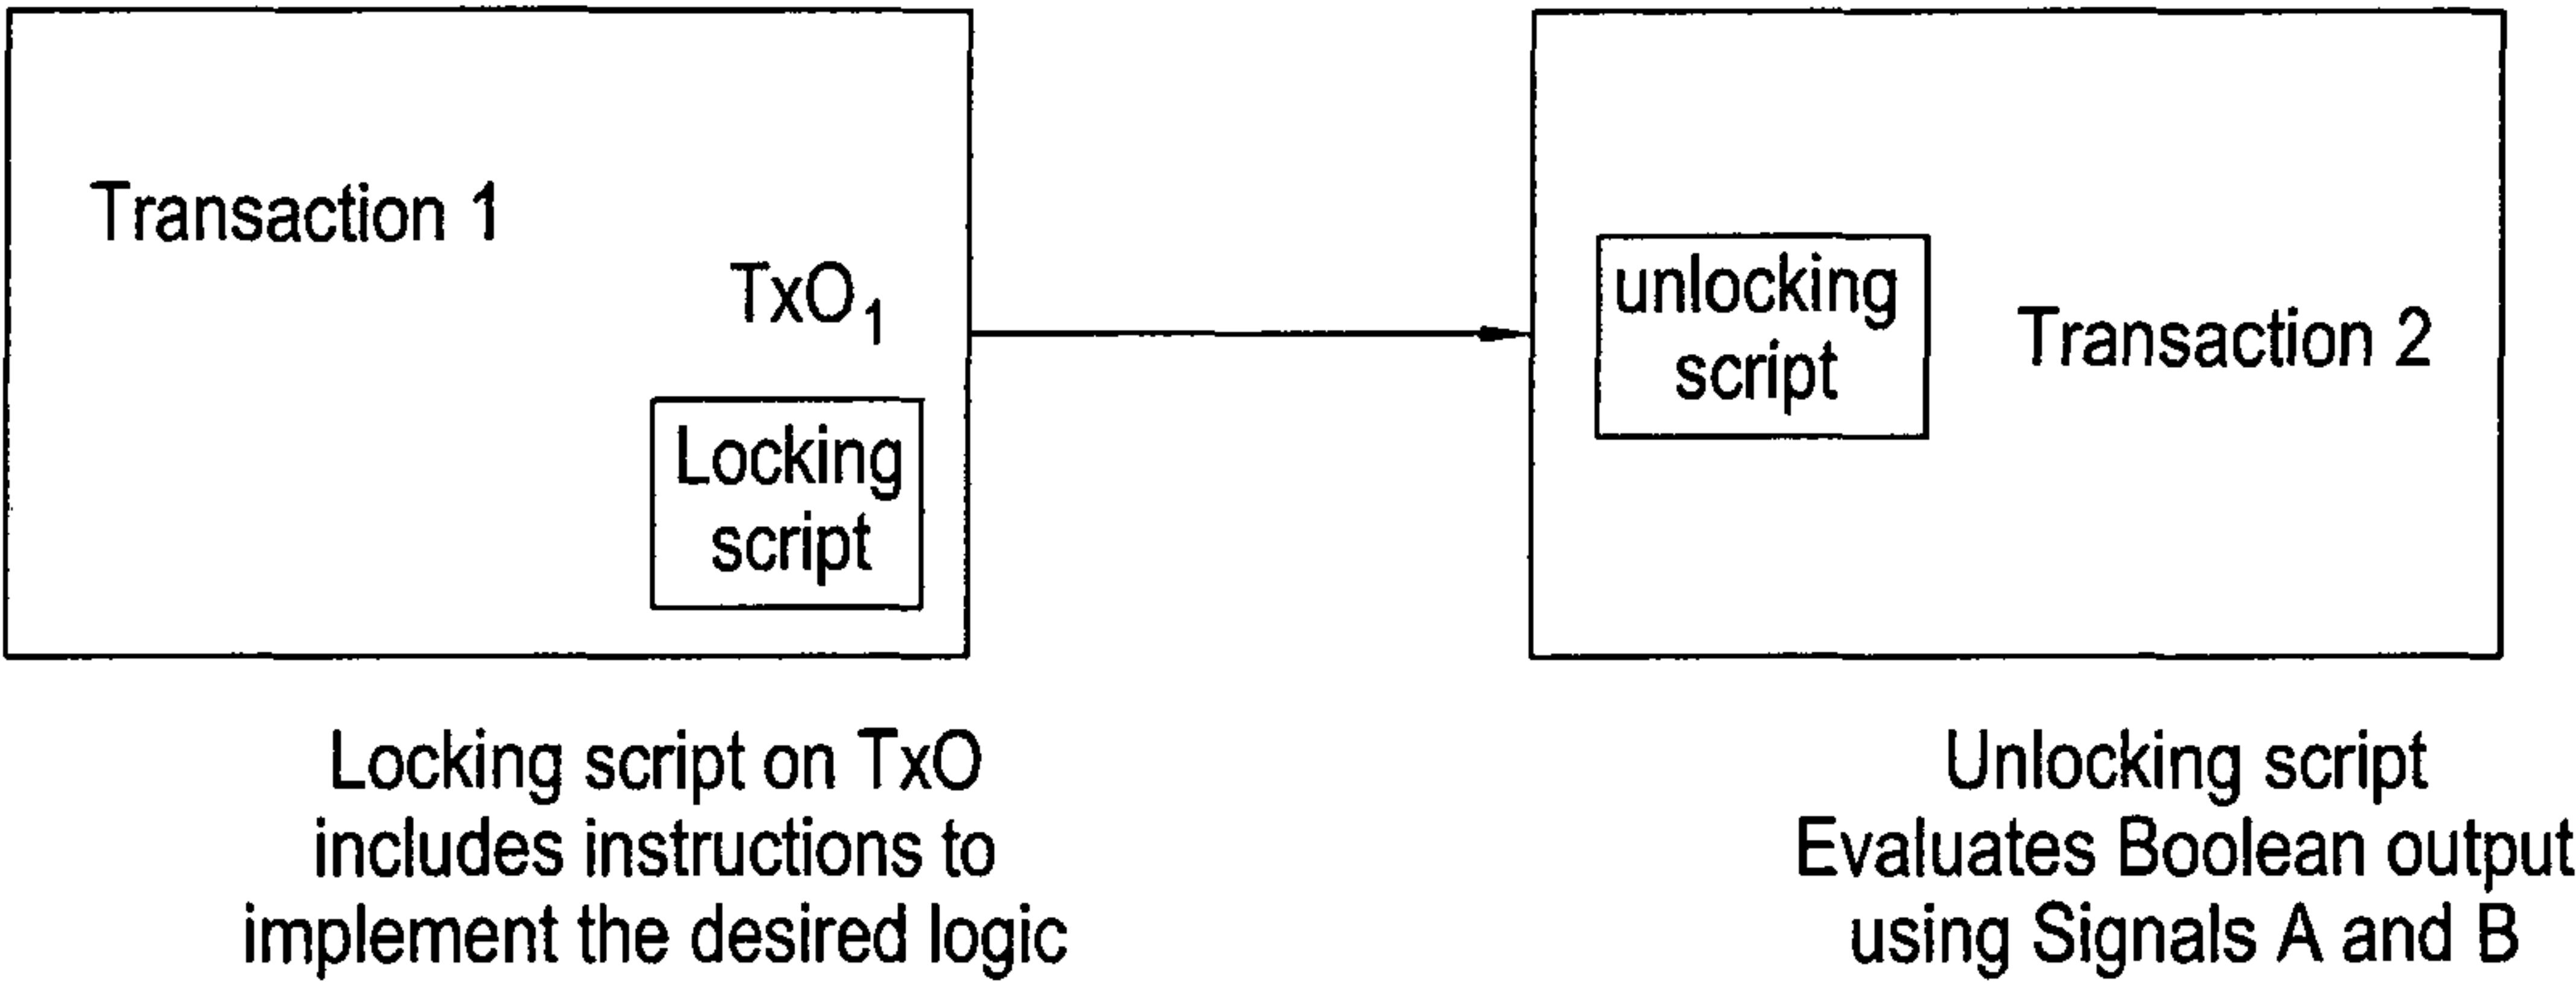 Transaction 1
TxO₁
Locking
script
unlocking
script
Transaction 2
Locking script on TxO
includes instructions to
implement the desired logic
Unlocking script
Evaluates Boolean output
using Signals A and B